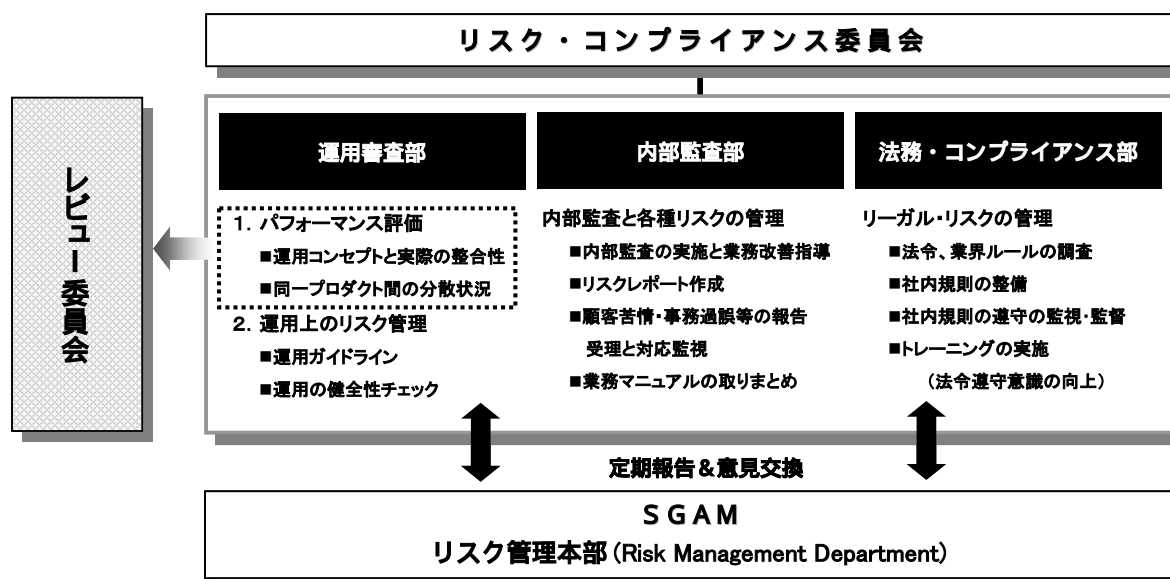 リスク・コンプライアンス委員会
レビュー委員会
運用審査部
1．パフォーマンス評価
■運用コンセプトと実際の整合性
■同一プロダクト間の分散状況
2．運用上のリスク管理
■運用ガイドライン
■運用の健全性チェック
内部監査部
内部監査と各種リスクの管理
■内部監査の実施と業務改善指導
■リスクレポート作成
■顧客苦情・事務過誤等の報告
受理と対応監視
■業務マニュアルの取りまとめ
法務・コンプライアンス部
リーガル・リスクの管理
■法令、業界ルールの調査
■社内規則の整備
■社内規則の遵守の監視・監督
■トレーニングの実施
（法令遵守意識の向上）
定期報告＆意見交換
ＳＧＡＭ
リスク管理本部(Risk Management Department)